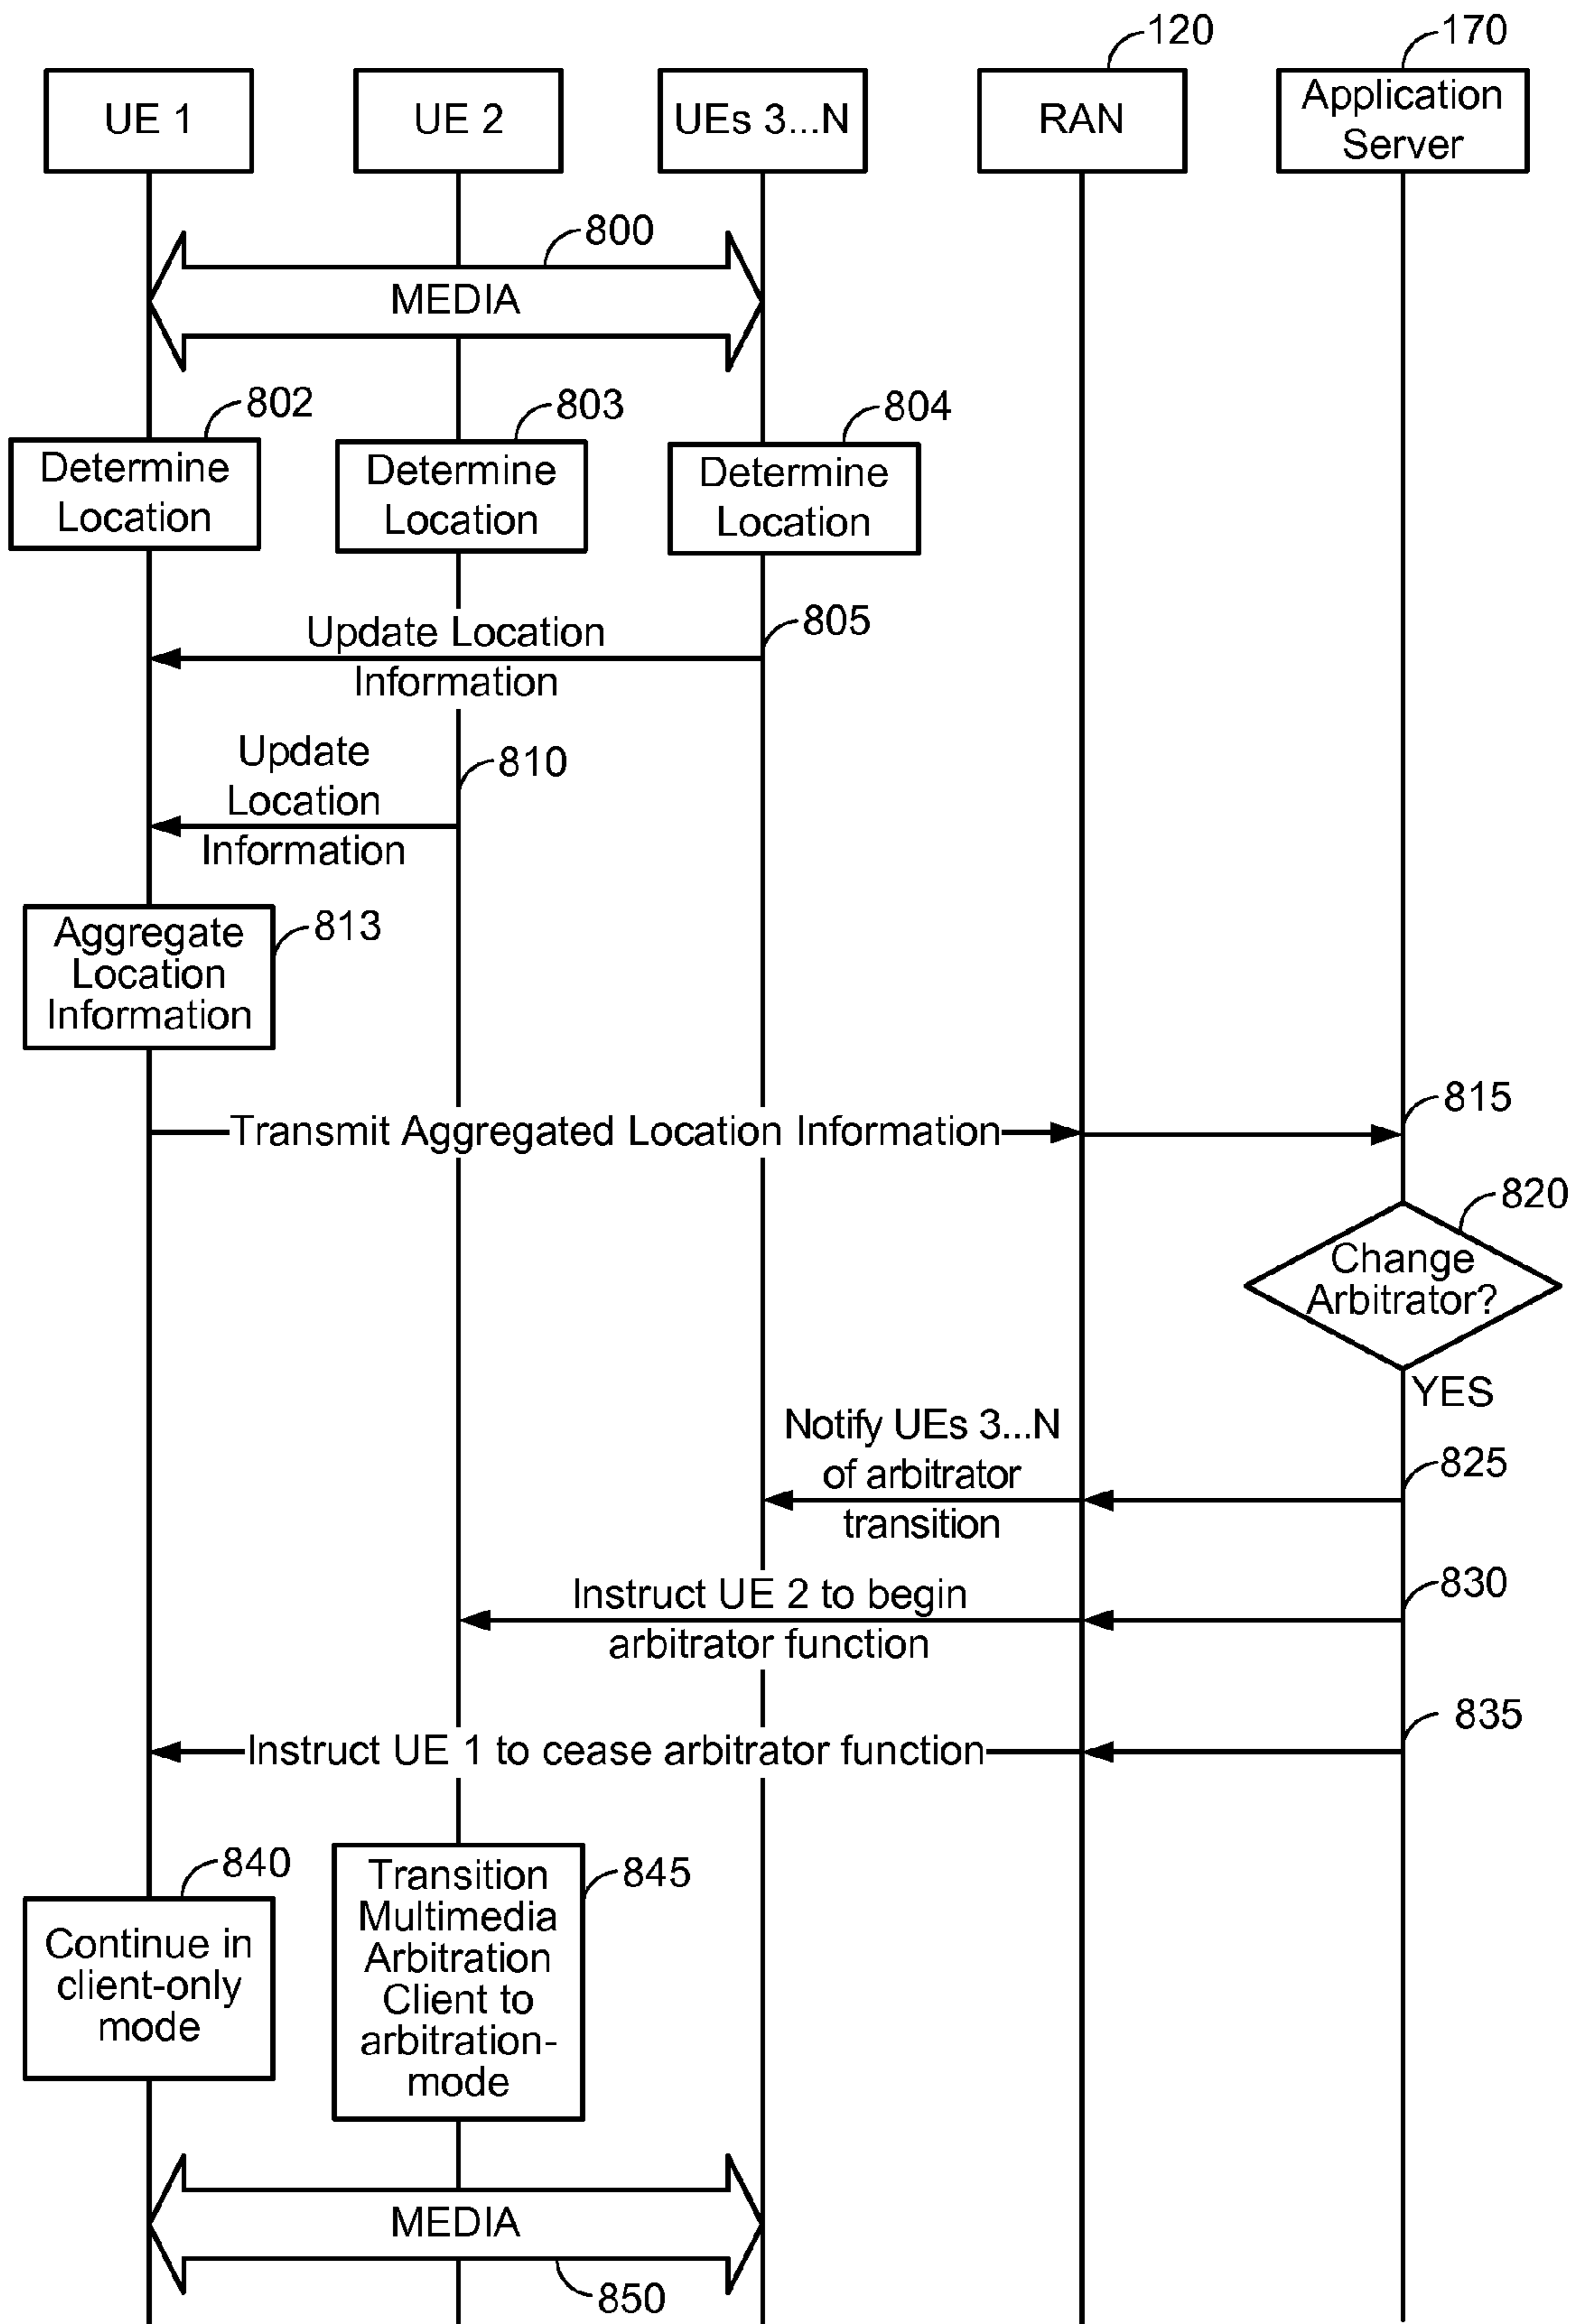 120
170
UE 1
UE 2
UEs 3...N
RAN
Application
Server
800
MEDIA
802
803
804
Determine
Location
Determine
Location
Determine
Location
805
Update Location
Information
810
Update
Location
Information
813
Aggregate
Location
Information
815
Transmit Aggregated Location Information
820
Change
Arbitrator?
YES
Notify UEs 3...N
of arbitrator
transition
825
Instruct UE 2 to begin
arbitrator function
830
835
Instruct UE 1 to cease arbitrator function
840
Continue in
client-only
mode
845
Transition
Multimedia
Arbitration
Client to
arbitration-
mode
MEDIA
850